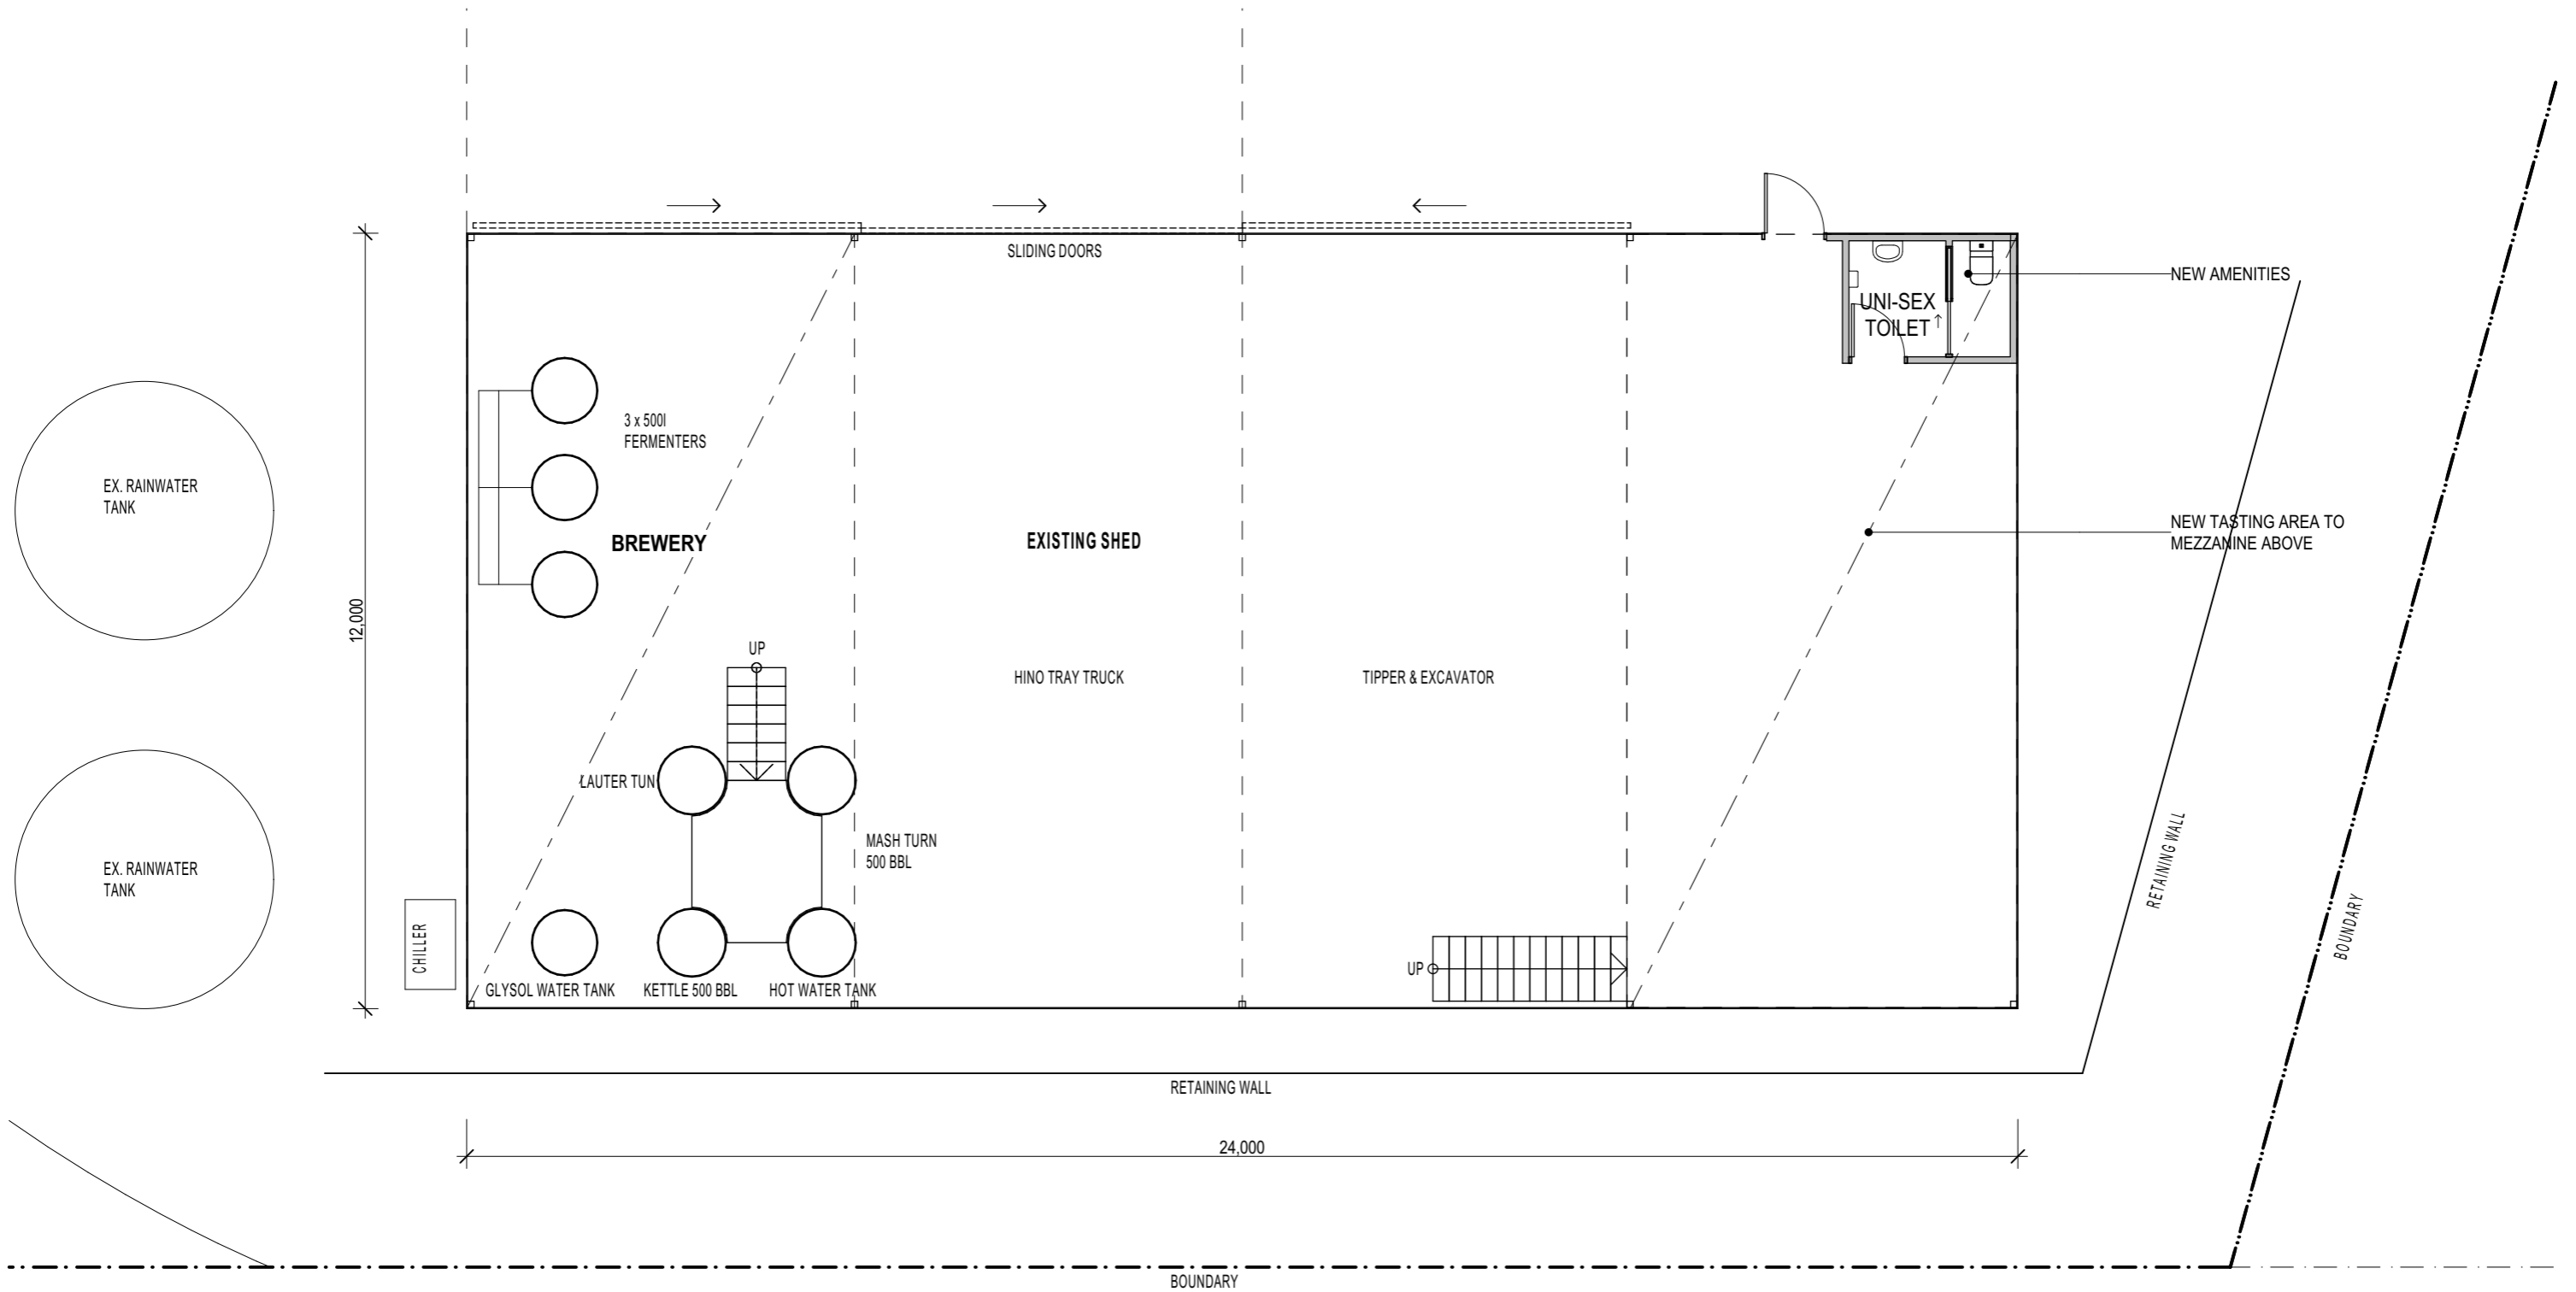 SLIDING DOORS
NEW AMENITIES
UNI-SEX
TOILET
3 x 500l
FERMENTERS
EX. RAINWATER
TANK
BREWERY
EXISTING SHED
NEW TASTING AREA TO
MEZZANINE ABOVE
12,000
UP
HINO TRAY TRUCK
TIPPER & EXCAVATOR
LAUTER TUN
MASH TURN
500 BBL
EX. RAINWATER
TANK
RETAINING WALL
BOUNDARY
CHILLER
UP
GLYSOL WATER TANK
KETTLE 500 BBL
HOT WATER TANK
RETAINING WALL
24,000
BOUNDARY